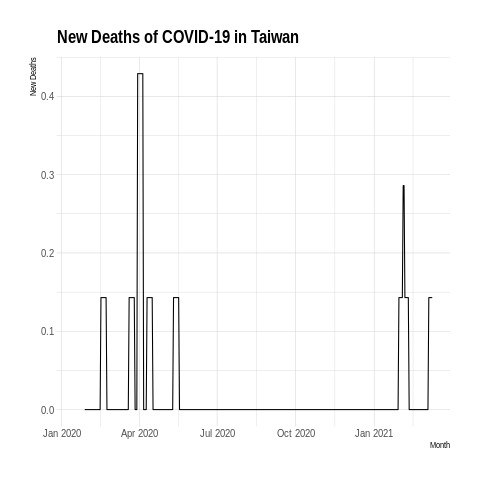 New Deaths of COVID-19 in Taiwan
New Deaths
0.4
0.3
0.2
0.1
0.0
Jan 2020 Apr 2020 Jul 2020 Oct 2020 Jan 2021
Month